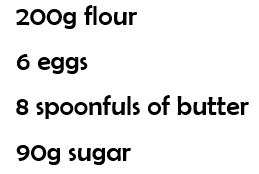 200g flour
6 eggs
8 spoonfuls of butter
90g sugar